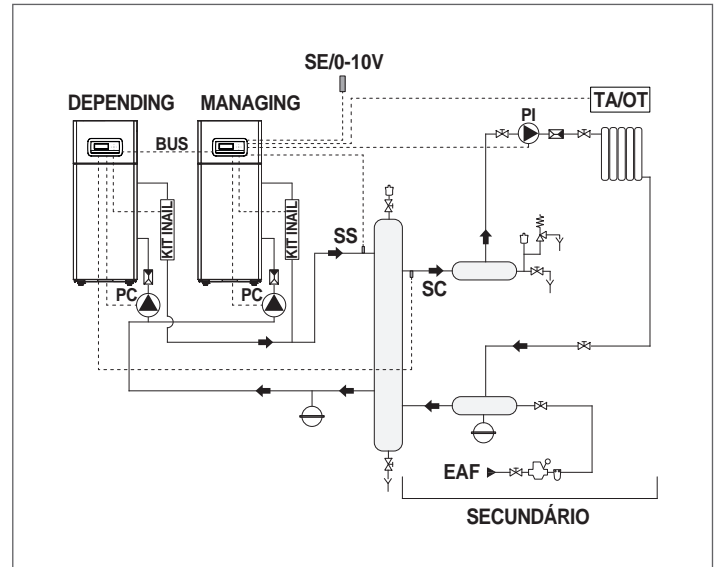 SE/0-10V
DEPENDING
MANAGING
TA/OT
PI
BUS
KIT INAIL
KIT INAIL
SS
SC
PC
PC
EAF
SECUNDÁRIO